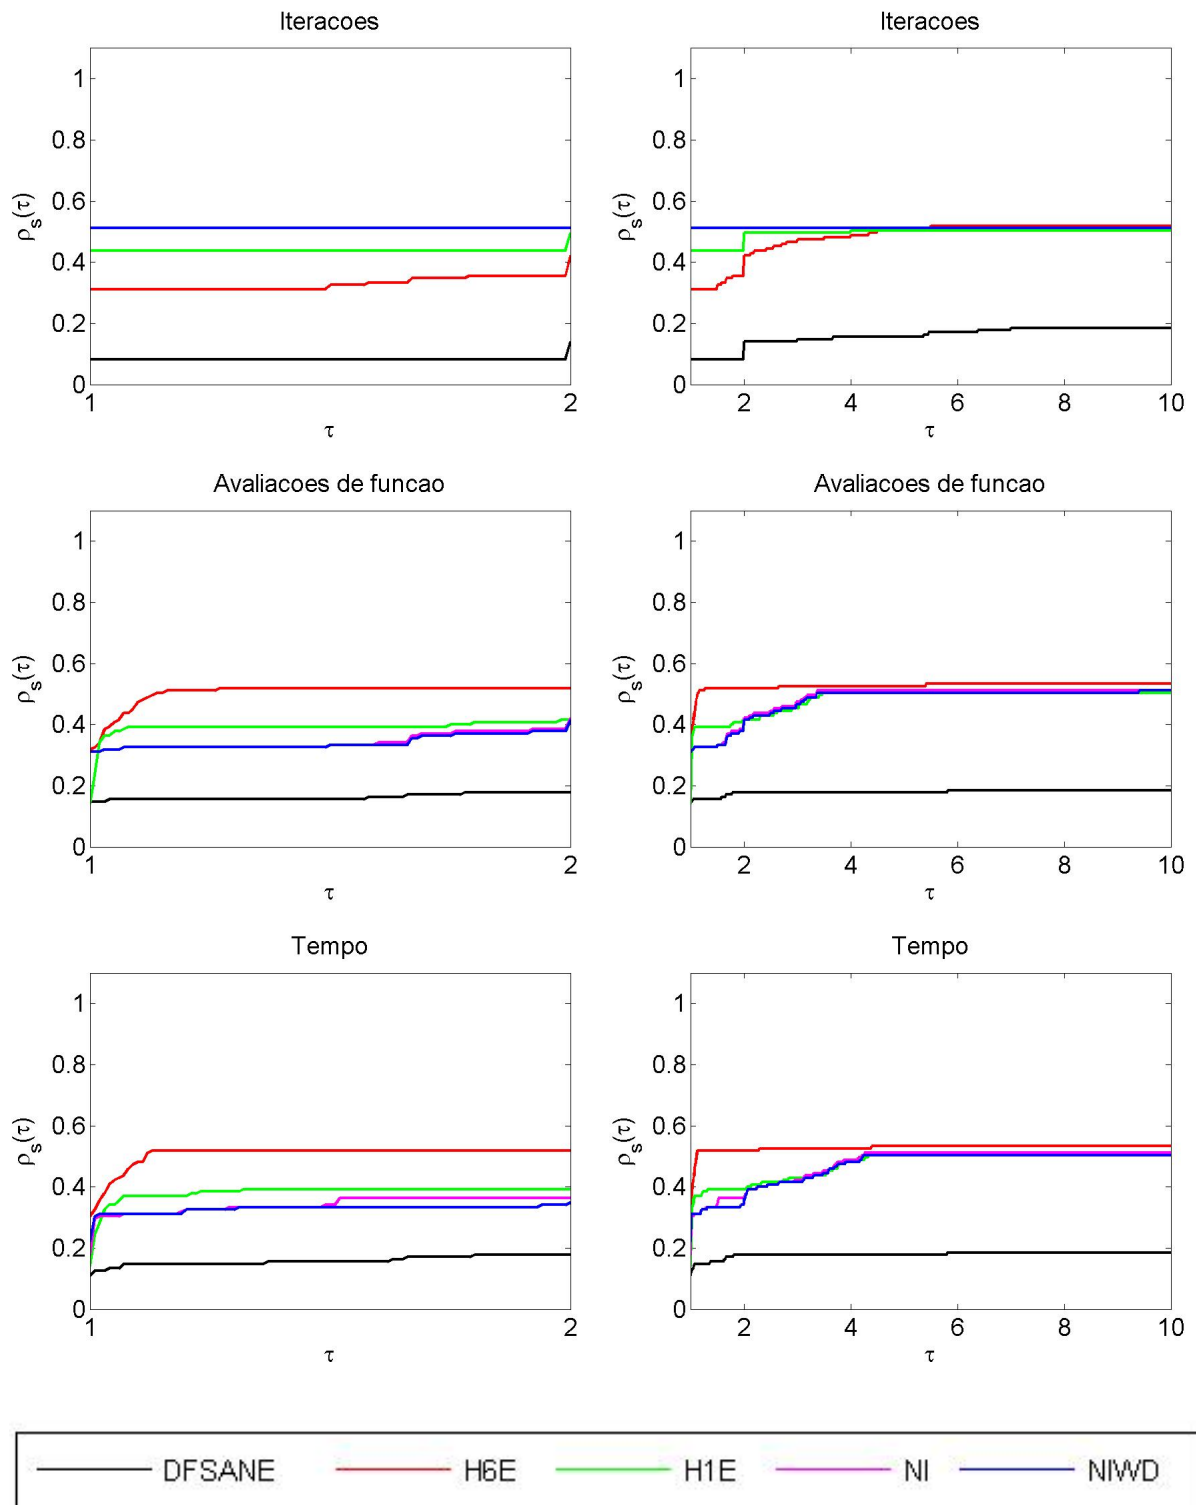 Iteracoes
1
0.8
0.6
0.4
0.2
0
ρs(τ)
1 2
τ
Iteracoes
1
0.8
0.6
0.4
0.2
0
ρs(τ)
2 4 6 8 10
τ
Avaliacoes de funcao
1
0.8
0.6
0.4
0.2
0
ρs(τ)
1 2
τ
Avaliacoes de funcao
1
0.8
0.6
0.4
0.2
0
ρs(τ)
2 4 6 8 10
τ
Tempo
1
0.8
0.6
0.4
0.2
0
ρs(τ)
1 2
τ
Tempo
1
0.8
0.6
0.4
0.2
0
ρs(τ)
2 4 6 8 10
τ
DFSANE H6E H1E NI NIWD